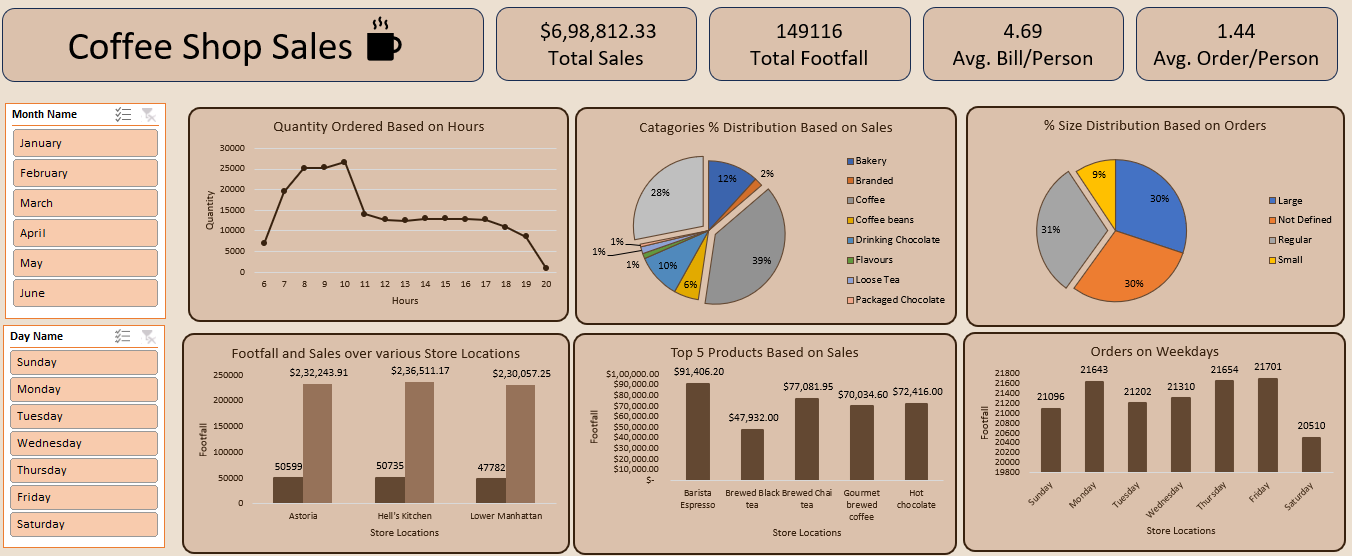 Coffee Shop Sales
$6,98,812.33
Total Sales
149116
Total Footfall
4.69
Avg. Bill/Person
1.44
Avg. Order/Person
Month Name
January
February
March
April
May
June
Day Name
Sunday
Monday
Tuesday
Wednesday
Thursday
Friday
Saturday
Quantity Ordered Based on Hours
Quantity
30000
25000
20000
15000
10000
5000
0
6 7 8 9 10 11 12 13 14 15 16 17 18 19 20
Hours
Catagories % Distribution Based on Sales
12%
2%
39%
6%
10%
1%
1%
1%
28%
Bakery
Branded
Coffee
Coffee beans
Drinking Chocolate
Flavours
Loose Tea
Packaged Chocolate
% Size Distribution Based on Orders
30%
30%
31%
9%
Large
Not Defined
Regular
Small
Footfall and Sales over various Store Locations
Footfall
250000
200000
150000
100000
50000
0
$2,32,243.91
$2,36,511.17
$2,30,057.25
50599
50735
47782
Astoria
Hell's Kitchen
Lower Manhattan
Store Locations
Top 5 Products Based on Sales
Footfall
$1,00,000.00
$90,000.00
$80,000.00
$70,000.00
$60,000.00
$50,000.00
$40,000.00
$30,000.00
$20,000.00
$10,000.00
$-
$91,406.20
$47,932.00
$77,081.95
$70,034.60
$72,416.00
Barista
Espresso
Brewed Black
tea
Brewed Chai
tea
Gourmet
brewed
coffee
Hot
chocolate
Store Locations
Orders on Weekdays
Footfall
21800
21600
21400
21200
21000
20800
20600
20400
20200
20000
19800
21096
21643
21202
21310
21654
21701
20510
Sunday
Monday
Tuesday
Wednesday
Thursday
Friday
Saturday
Store Locations